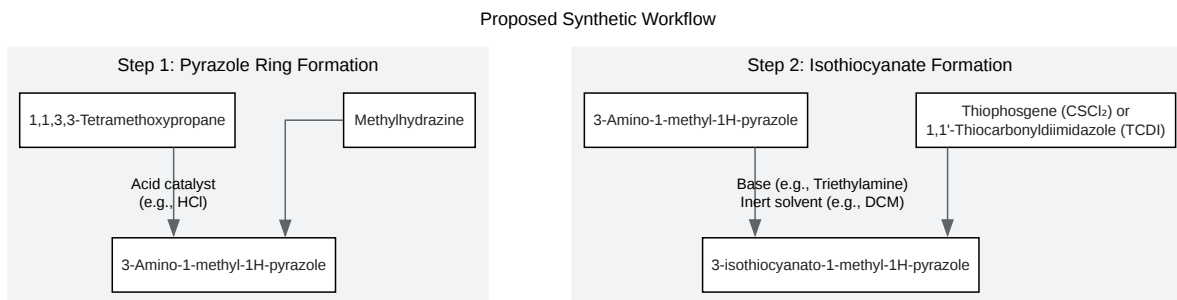 Proposed Synthetic Workflow
Step 1: Pyrazole Ring Formation
1,1,3,3-Tetramethoxypropane
Methylhydrazine
Acid catalyst
(e.g., HCl)
3-Amino-1-methyl-1H-pyrazole
Step 2: Isothiocyanate Formation
3-Amino-1-methyl-1H-pyrazole
Thiophosgene (CSCl₂) or
1,1'-Thiocarbonyldiimidazole (TCDI)
Base (e.g., Triethylamine)
Inert solvent (e.g., DCM)
3-isothiocyanato-1-methyl-1H-pyrazole